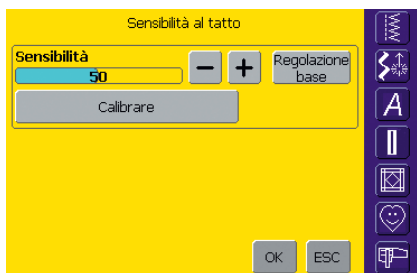 Sensibilità al tatto
Sensibilità
50
− +
Regolazione
base
Calibrare
A
OK ESC